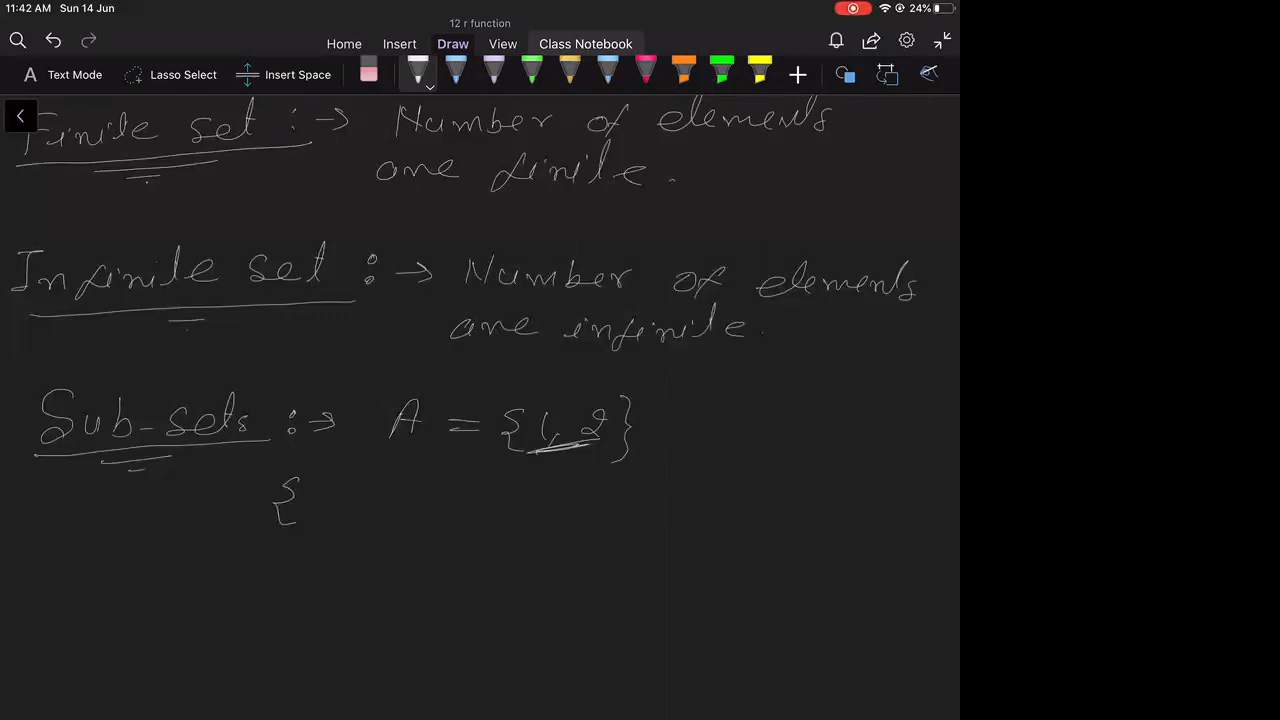 11:42 AM Sun 14 Jun
24%
12 r function
Home Insert Draw View Class Notebook
Text Mode Lasso Select Insert Space
Finite set :→ Number of elements
are finite.
Infinite set :→ Number of elements
are infinite.
Sub-sets :→ A = {1, 2}
{